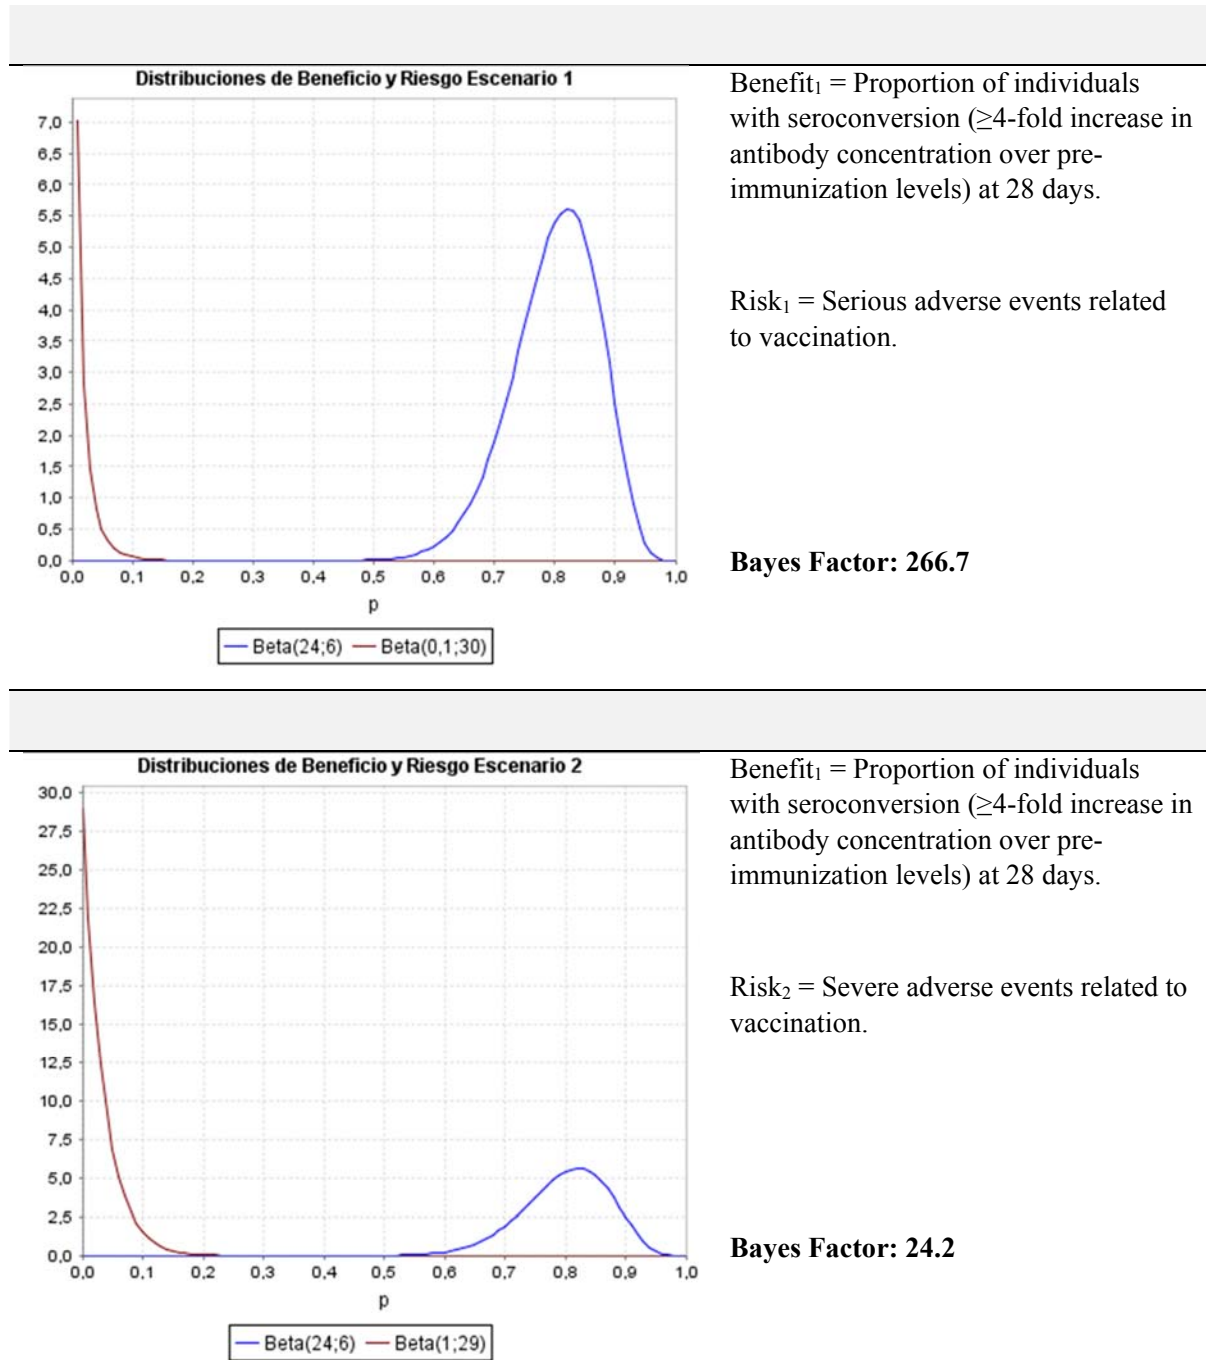 Distribuciones de Beneficio y Riesgo Escenario 1
7,0
6,5
6,0
5,5
5,0
4,5
4,0
3,5
3,0
2,5
2,0
1,5
1,0
0,5
0,0
0,0 0,1 0,2 0,3 0,4 0,5 0,6 0,7 0,8 0,9 1,0
p
Beta(24;6) Beta(0,1;30)
Benefit₁ = Proportion of individuals
with seroconversion (≥4-fold increase in
antibody concentration over pre-
immunization levels) at 28 days.
Risk₁ = Serious adverse events related
to vaccination.
Bayes Factor: 266.7
Distribuciones de Beneficio y Riesgo Escenario 2
30,0
27,5
25,0
22,5
20,0
17,5
15,0
12,5
10,0
7,5
5,0
2,5
0,0
0,0 0,1 0,2 0,3 0,4 0,5 0,6 0,7 0,8 0,9 1,0
p
Beta(24;6) Beta(1;29)
Benefit₁ = Proportion of individuals
with seroconversion (≥4-fold increase in
antibody concentration over pre-
immunization levels) at 28 days.
Risk₂ = Severe adverse events related to
vaccination.
Bayes Factor: 24.2